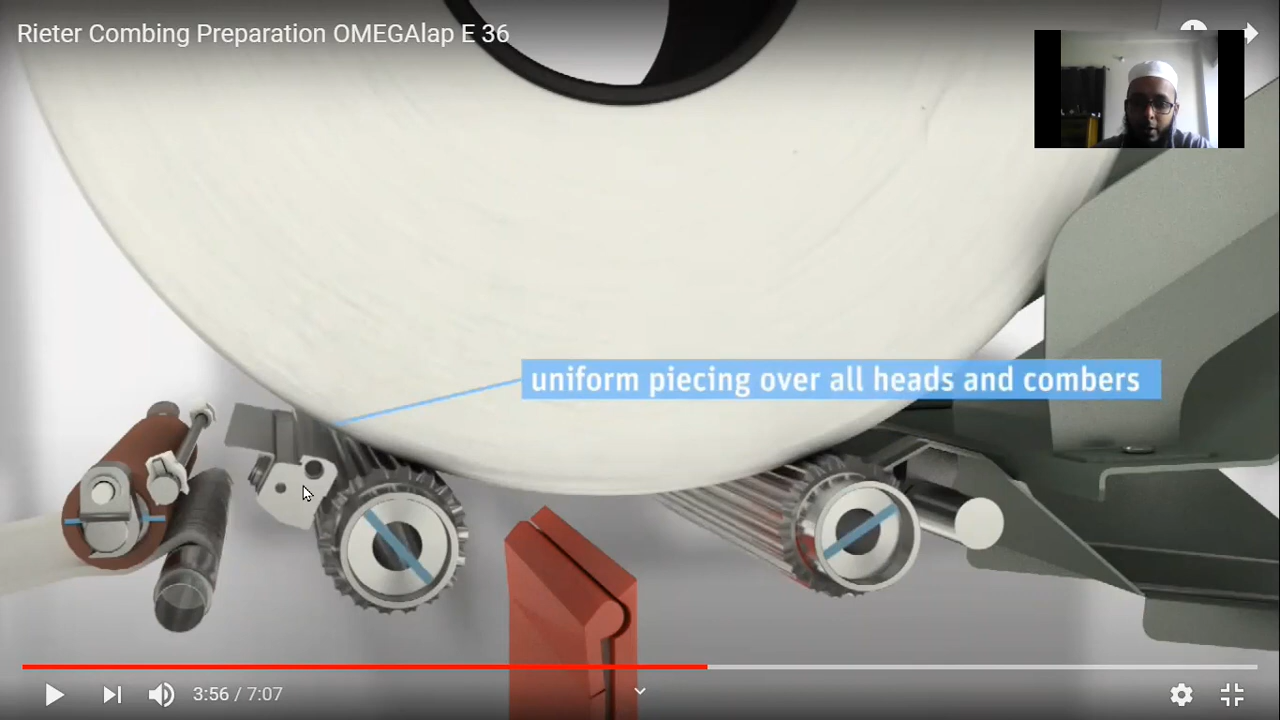 Rieter Combing Preparation OMEGAlap E 36
uniform piecing over all heads and combers
3:56 / 7:07